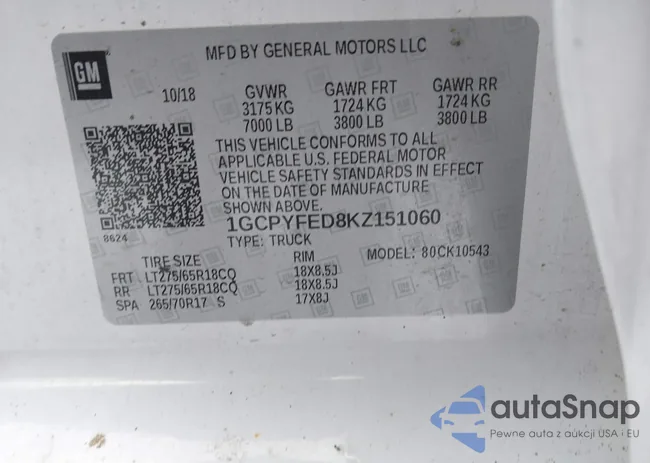 GM
MFD BY GENERAL MOTORS LLC
10/18 GVWR GAWR FRT GAWR RR
3175 KG 1724 KG 1724 KG
7000 LB 3800 LB 3800 LB
THIS VEHICLE CONFORMS TO ALL
APPLICABLE U.S. FEDERAL MOTOR
VEHICLE SAFETY STANDARDS IN EFFECT
ON THE DATE OF MANUFACTURE
SHOWN ABOVE.
8624 1GCPYFED8KZ151060
TYPE: TRUCK MODEL: 80CK10543
TIRE SIZE RIM
FRT LT275/65R18CQ 18X8.5J
RR LT275/65R18CQ 18X8.5J
SPA 265/70R17 S 17X8J
autaSnap
Pewne auta z aukcji USA i EU